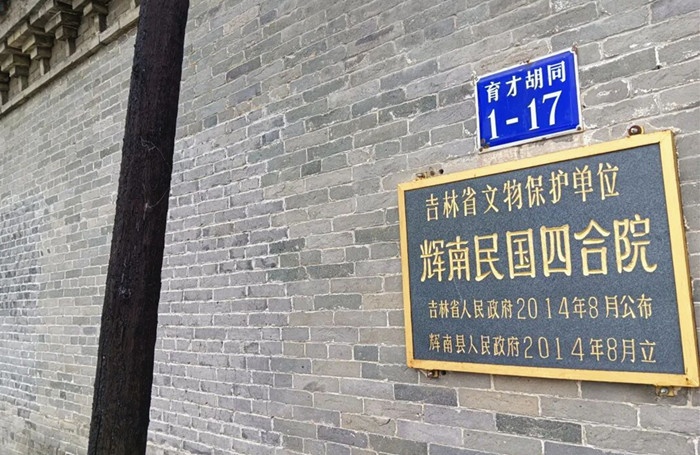 育才胡同
1-17
吉林省文物保护单位
辉南民国四合院
吉林省人民政府2014年8月公布
辉南县人民政府2014年8月立